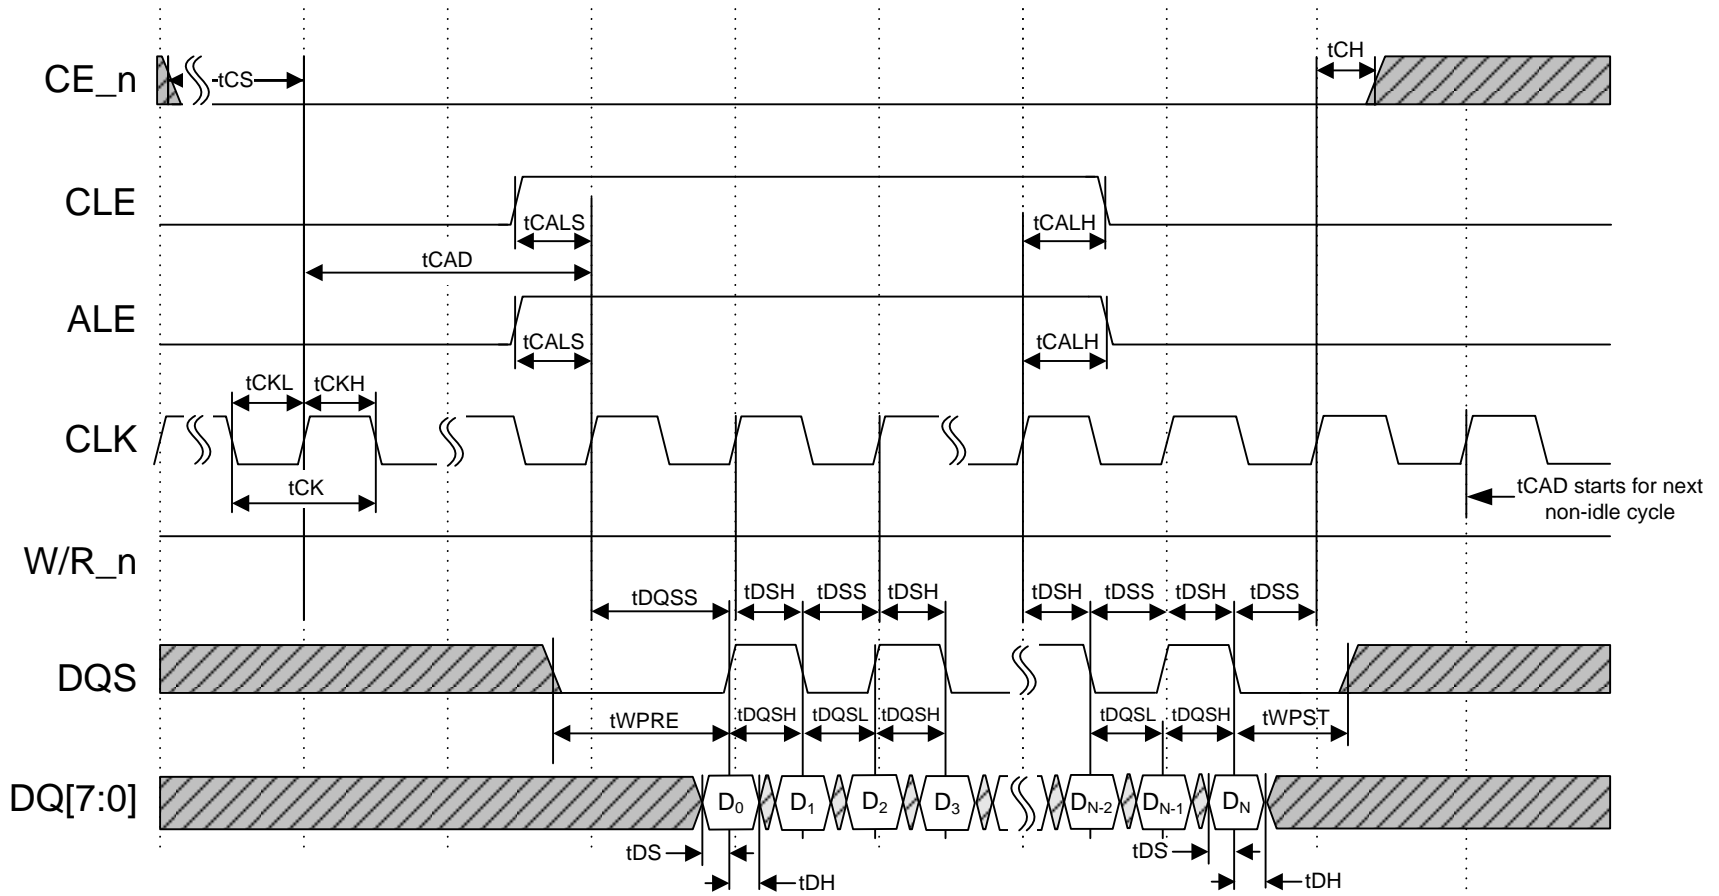 CE_n
tCS
tCH
CLE
tCALS
tCALH
tCAD
ALE
tCALS
tCALH
tCKL
tCKH
CLK
tCK
tCAD starts for next
non-idle cycle
W/R_n
tDQSS
tDSH
tDSS
tDSH
tDSH
tDSS
tDSH
tDSS
DQS
tWPRE
tDQSH
tDQSL
tDQSH
tDQSL
tDQSH
tWPST
DQ[7:0]
D0
D1
D2
D3
DN-2
DN-1
DN
tDS
tDS
tDH
tDH